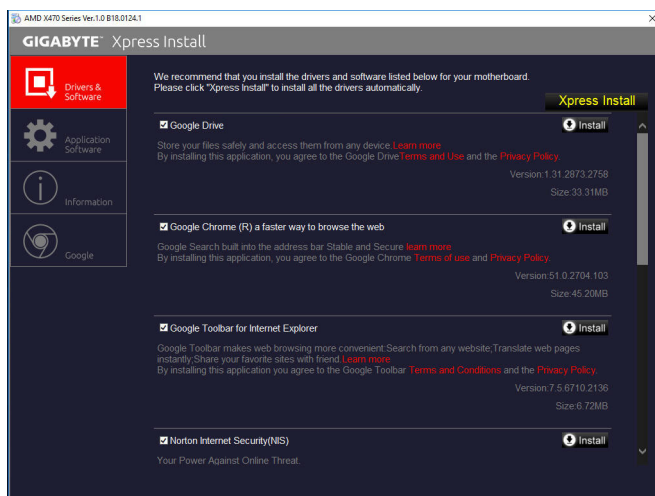 AMD X470 Series Ver.1.0 B18.0124.1
GIGABYTE™ Xpress Install
Drivers &
Software
Application
Software
Information
Google
We recommend that you install the drivers and software listed below for your motherboard.
Please click "Xpress Install" to install all the drivers automatically.
Xpress Install
Google Drive
Install
Store your files safely and access them from any device.Learn more
By installing this application, you agree to the Google DriveTerms and Use and the Privacy Policy.
Version:1.31.2873.2758
Size:33.31MB
Google Chrome (R) a faster way to browse the web
Install
Google Search built into the address bar Stable and Secure learn more
By installing this application, you agree to the Google Chrome Terms of use and Privacy Policy.
Version:51.0.2704.103
Size:45.20MB
Google Toolbar for Internet Explorer
Install
Google Toolbar makes web browsing more convenient:Search from any website;Translate web pages
instantly;Share your favorite sites with friend.Learn more
By installing this application you agree to the Google Toolbar Terms and Conditions and the Privacy Policy.
Version:7.5.6710.2136
Size:6.72MB
Norton Internet Security(NIS)
Install
Your Power Against Online Threat.